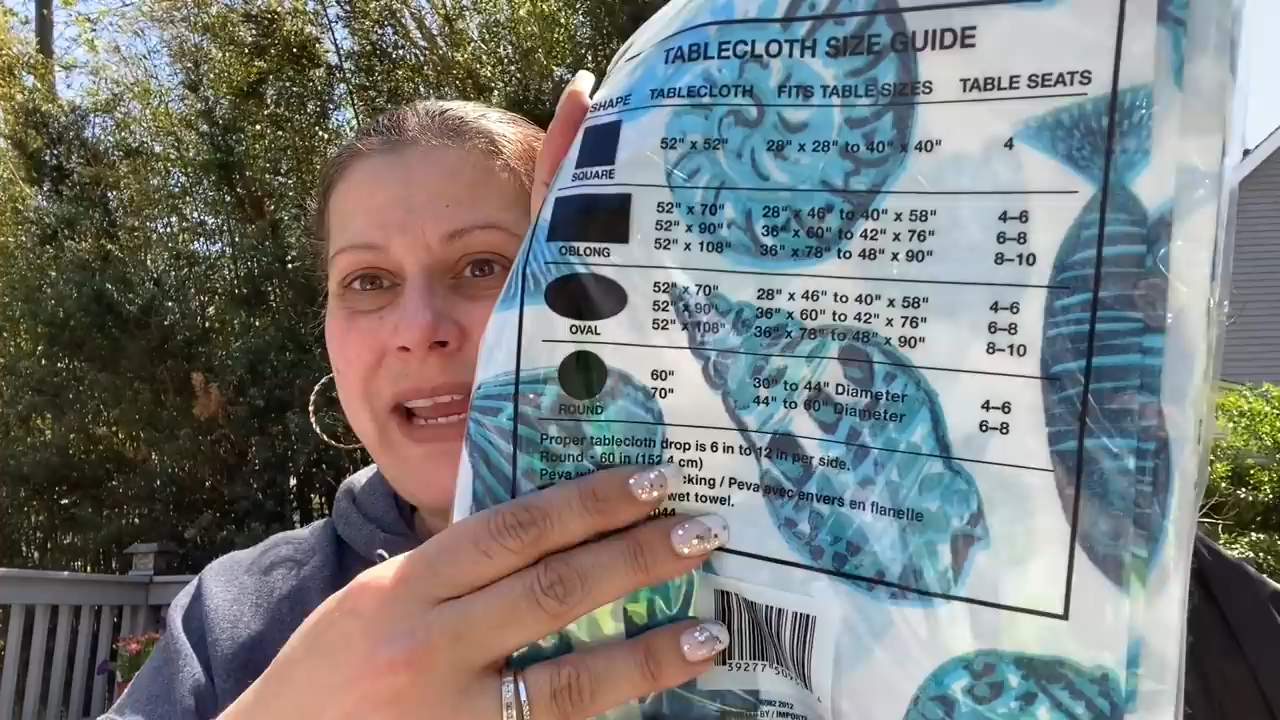 TABLECLOTH SIZE GUIDE
SHAPE TABLECLOTH FITS TABLE SIZES TABLE SEATS
52" x 52" 28" x 28" to 40" x 40" 4
SQUARE
52" x 70" 28" x 46" to 40" x 58" 4–6
52" x 90" 36" x 60" to 42" x 76" 6–8
52" x 108" 36" x 78" to 48" x 90" 8–10
OBLONG
52" x 70" 28" x 46" to 40" x 58" 4–6
52" x 90" 36" x 60" to 42" x 76" 6–8
52" x 108" 36" x 78" to 48" x 90" 8–10
OVAL
60" 30" to 44" Diameter 4–6
70" 44" to 60" Diameter 6–8
ROUND
Proper tablecloth drop is 6 in to 12 in per side.
Round - 60 in (152.4 cm)
Peva / Peva avec envers en flanelle
wet towel.
044
39277
2012